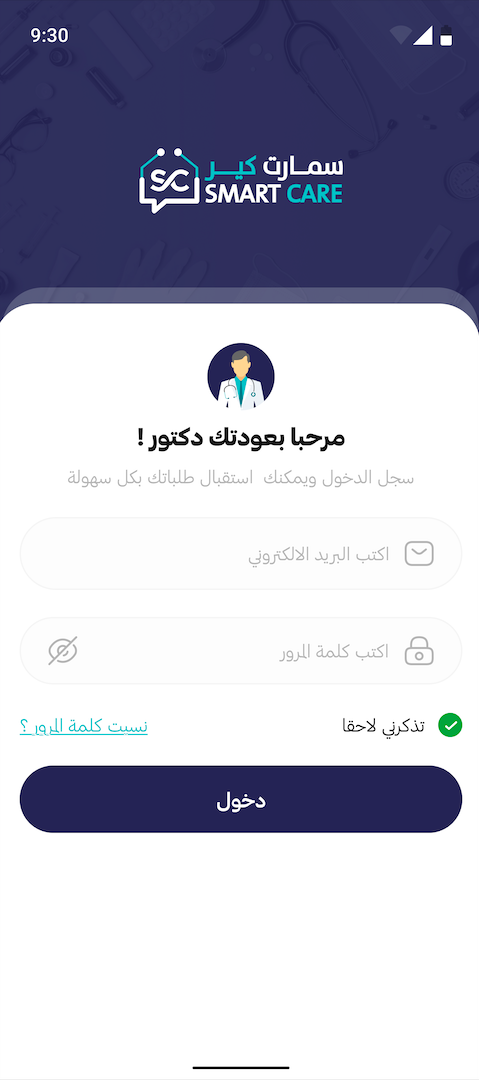 9:30
سمارت كير
SMART CARE
مرحبا بعودتك دكتور !
سجل الدخول ويمكنك استقبال طلباتك بكل سهولة
اكتب البريد الالكتروني
اكتب كلمة المرور
تذكرني لاحقا
نسيت كلمة المرور ؟
دخول